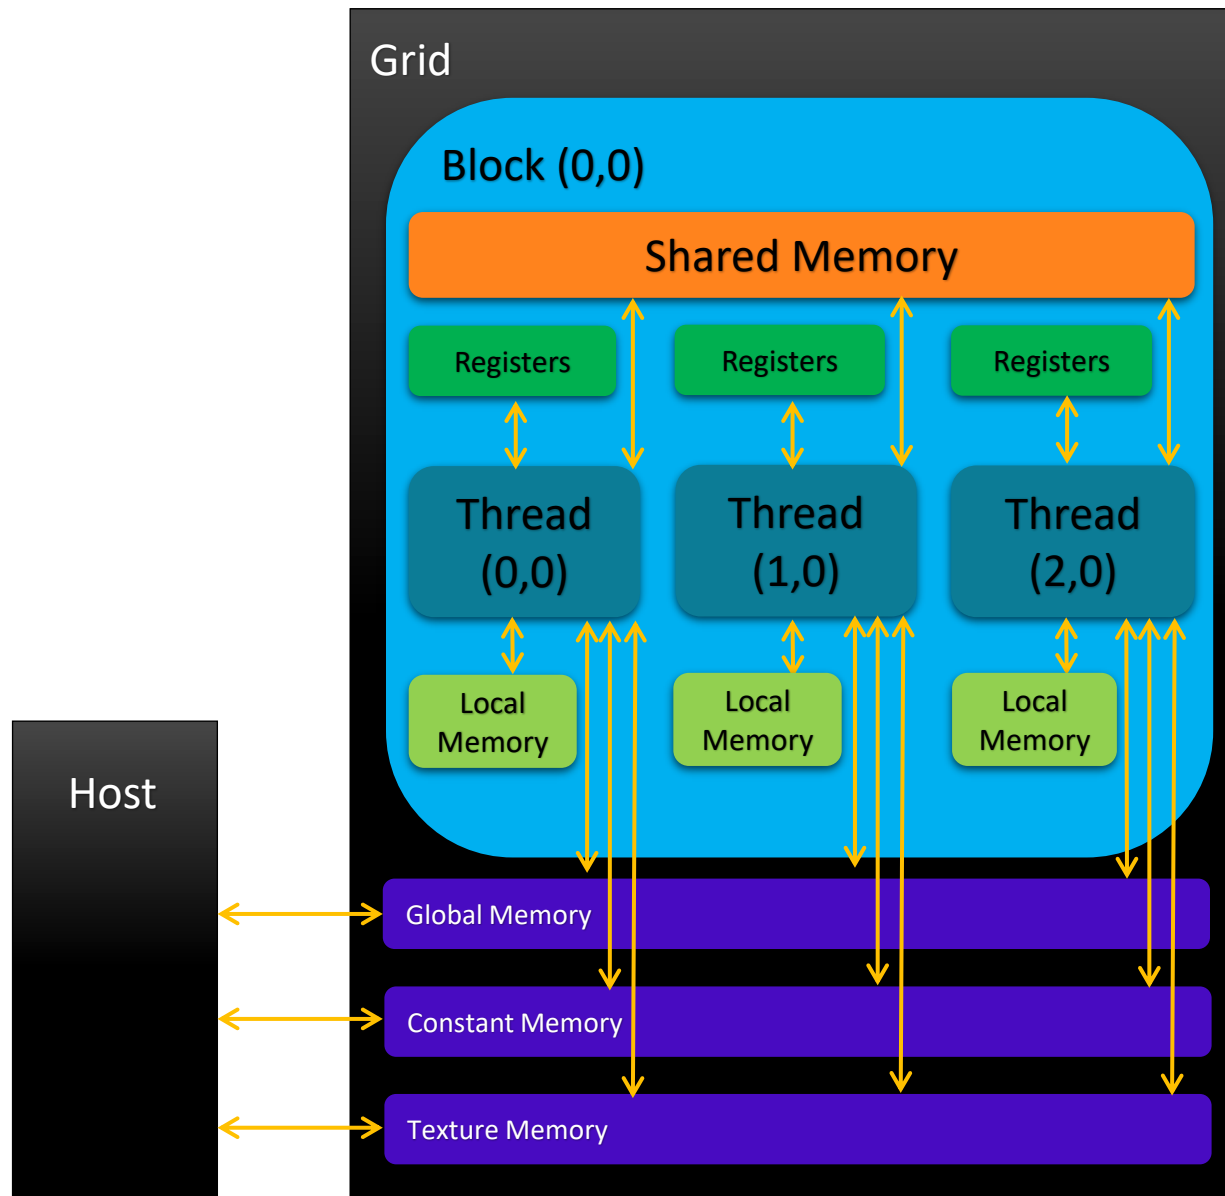 Grid
Block (0,0)
Shared Memory
Registers
Registers
Registers
Thread
(0,0)
Thread
(1,0)
Thread
(2,0)
Local
Memory
Local
Memory
Local
Memory
Host
Global Memory
Constant Memory
Texture Memory